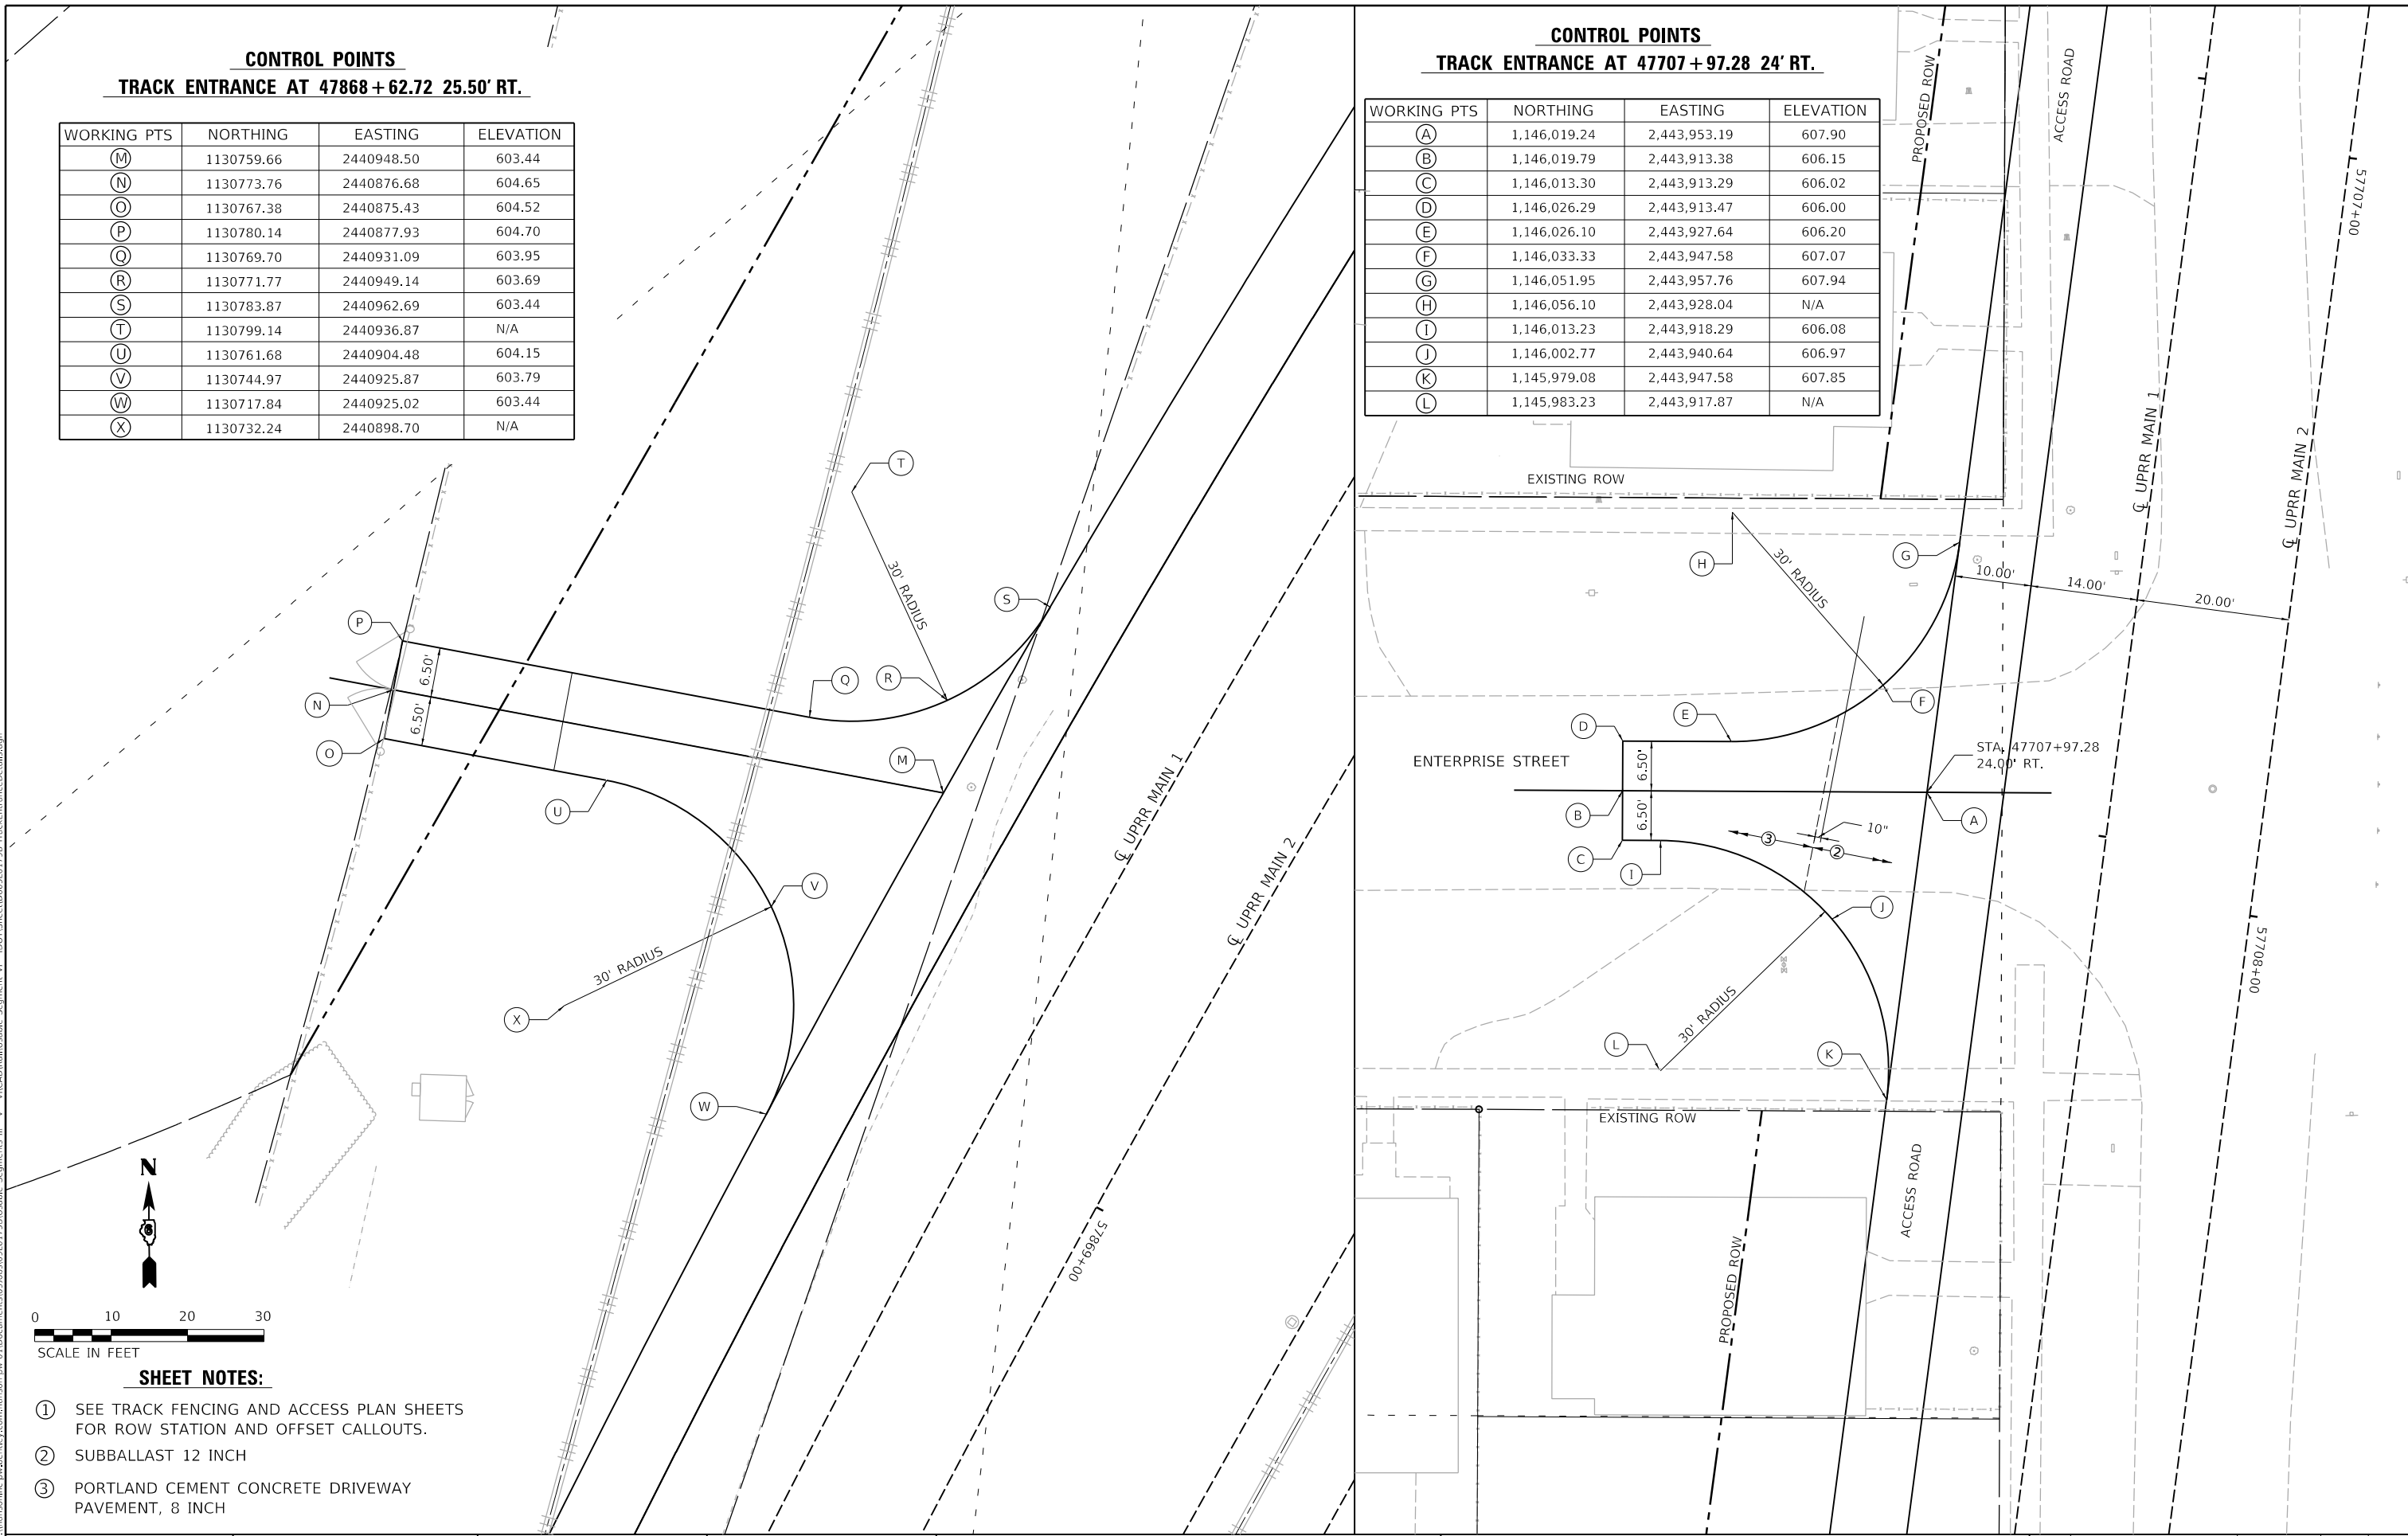 CONTROL POINTS
TRACK ENTRANCE AT 47868+62.72 25.50' RT.
WORKING PTS NORTHING EASTING ELEVATION
M 1130759.66 2440948.50 603.44
N 1130773.76 2440876.68 604.65
O 1130767.38 2440875.43 604.52
P 1130780.14 2440877.93 604.70
Q 1130769.70 2440931.09 603.95
R 1130771.77 2440949.14 603.69
S 1130783.87 2440962.69 603.44
T 1130799.14 2440936.87 N/A
U 1130761.68 2440904.48 604.15
V 1130744.97 2440925.87 603.79
W 1130717.84 2440925.02 603.44
X 1130732.24 2440898.70 N/A
T
30' RADIUS
S
P
6.50'
Q
R
N
6.50'
O
M
U
V
30' RADIUS
X
W
℄ UPRR MAIN 1
℄ UPRR MAIN 2
57869+00
N
0 10 20 30
SCALE IN FEET
SHEET NOTES:
1 SEE TRACK FENCING AND ACCESS PLAN SHEETS
FOR ROW STATION AND OFFSET CALLOUTS.
2 SUBBALLAST 12 INCH
3 PORTLAND CEMENT CONCRETE DRIVEWAY
PAVEMENT, 8 INCH
CONTROL POINTS
TRACK ENTRANCE AT 47707+97.28 24' RT.
WORKING PTS NORTHING EASTING ELEVATION
A 1,146,019.24 2,443,953.19 607.90
B 1,146,019.79 2,443,913.38 606.15
C 1,146,013.30 2,443,913.29 606.02
D 1,146,026.29 2,443,913.47 606.00
E 1,146,026.10 2,443,927.64 606.20
F 1,146,033.33 2,443,947.58 607.07
G 1,146,051.95 2,443,957.76 607.94
H 1,146,056.10 2,443,928.04 N/A
I 1,146,013.23 2,443,918.29 606.08
J 1,146,002.77 2,443,940.64 606.97
K 1,145,979.08 2,443,947.58 607.85
L 1,145,983.23 2,443,917.87 N/A
PROPOSED ROW
ACCESS ROAD
57707+00
℄ UPRR MAIN 1
℄ UPRR MAIN 2
EXISTING ROW
H
30' RADIUS
G
10.00'
14.00'
20.00'
F
D
E
ENTERPRISE STREET
6.50'
STA. 47707+97.28
24.00' RT.
B
6.50'
A
3
10"
2
C
I
J
30' RADIUS
L
K
57708+00
EXISTING ROW
ACCESS ROAD
PROPOSED ROW